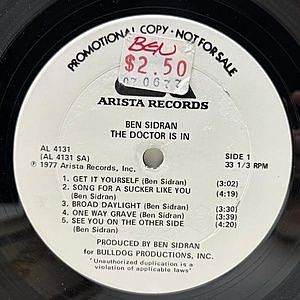 PROMOTIONAL COPY · NOT FOR SALE
BEN
$2.50
ARISTA RECORDS
BEN SIDRAN
THE DOCTOR IS IN
AL 4131
(AL 4131 SA)
℗ 1977 Arista Records, Inc.
SIDE 1
33 1/3 RPM
1. GET IT YOURSELF (Ben Sidran) (3:02)
2. SONG FOR A SUCKER LIKE YOU (4:19)
(Ben Sidran)
3. BROAD DAYLIGHT (Ben Sidran) (3:30)
4. ONE WAY GRAVE (Ben Sidran) (3:39)
5. SEE YOU ON THE OTHER SIDE (4:20)
(Ben Sidran)
PRODUCED BY BEN SIDRAN
for BULLDOG PRODUCTIONS, INC.
"Unauthorized duplication is a
violation of applicable laws"